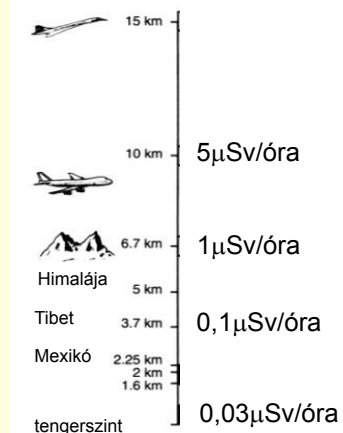 15 km
10 km 5μSv/óra
6.7 km 1μSv/óra
Himalája
5 km
Tibet 3.7 km 0,1μSv/óra
Mexikó 2.25 km
2 km
1.6 km
tengerszint 0,03μSv/óra